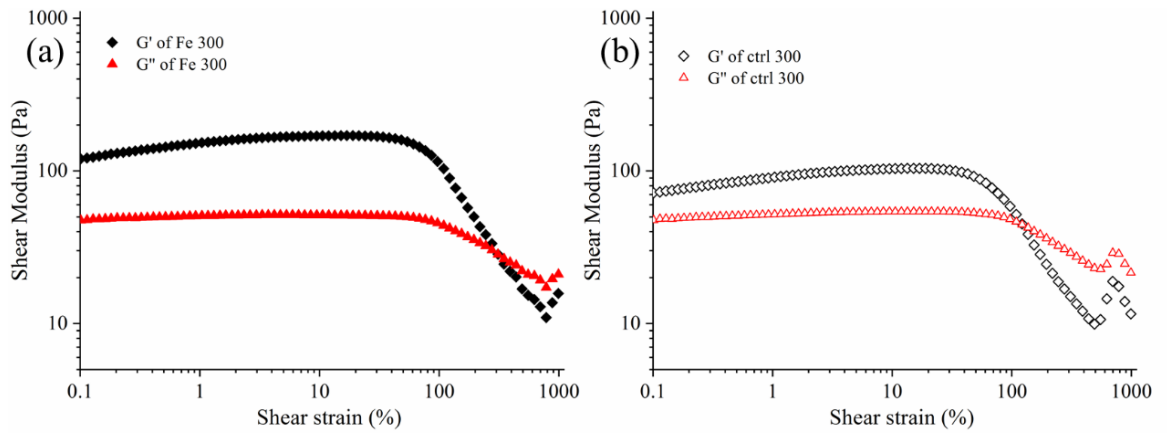 (a)
G' of Fe 300
G'' of Fe 300
Shear Modulus (Pa)
1000
100
10
0.1 1 10 100 1000
Shear strain (%)
(b)
G' of ctrl 300
G'' of ctrl 300
Shear Modulus (Pa)
1000
100
10
0.1 1 10 100 1000
Shear strain (%)